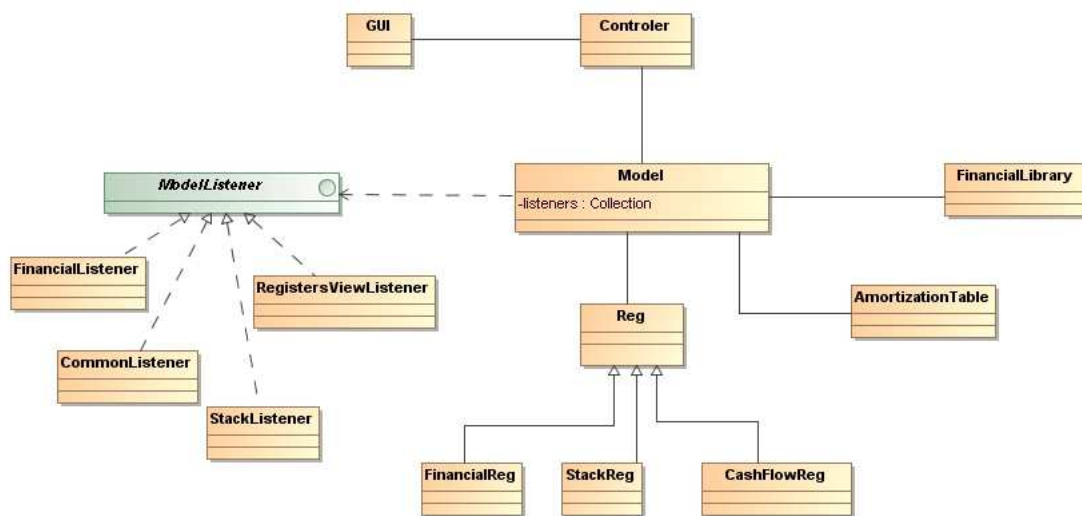 GUI
Controler
ModelListener
Model
-listeners : Collection
FinancialLibrary
FinancialListener
RegistersViewListener
Reg
AmortizationTable
CommonListener
StackListener
FinancialReg
StackReg
CashFlowReg